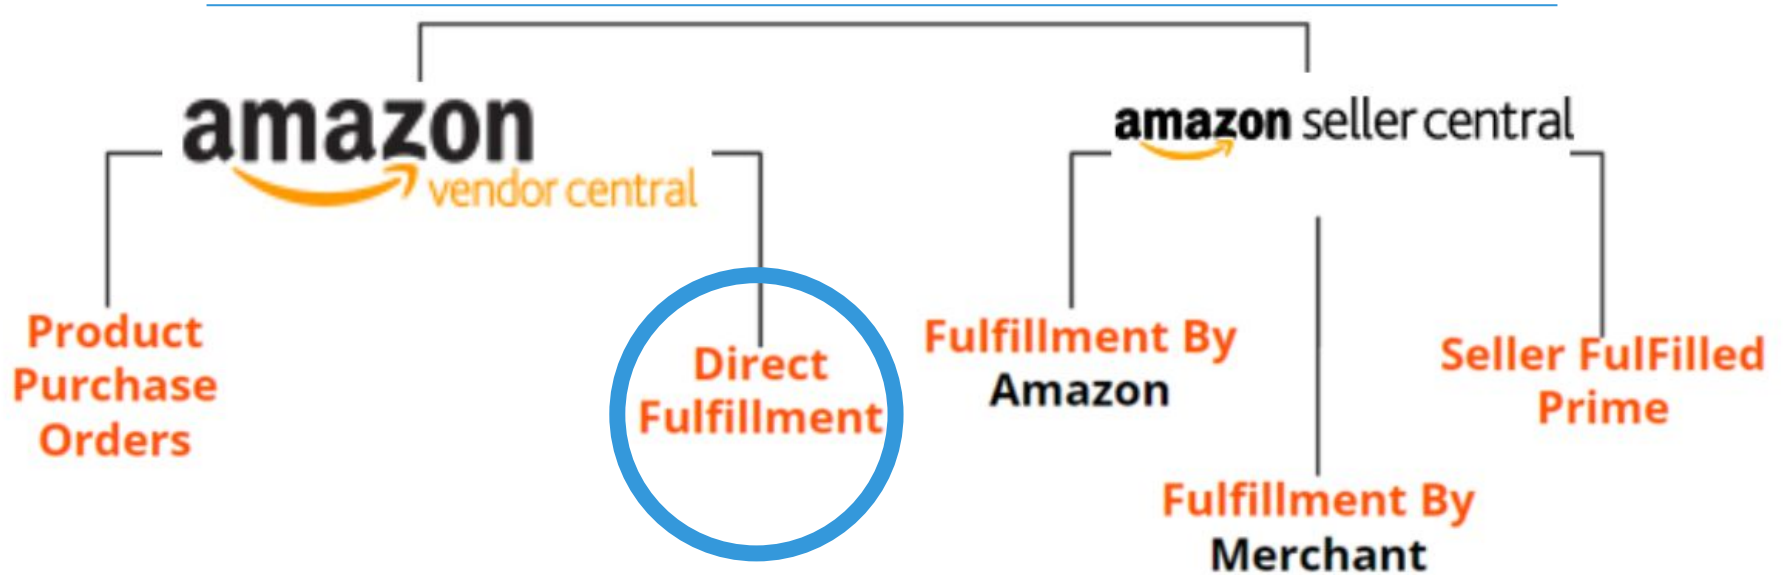 amazon
vendor central
amazon seller central
Product
Purchase
Orders
Direct
Fulfillment
Fulfillment By
Amazon
Fulfillment By
Merchant
Seller FulFilled
Prime